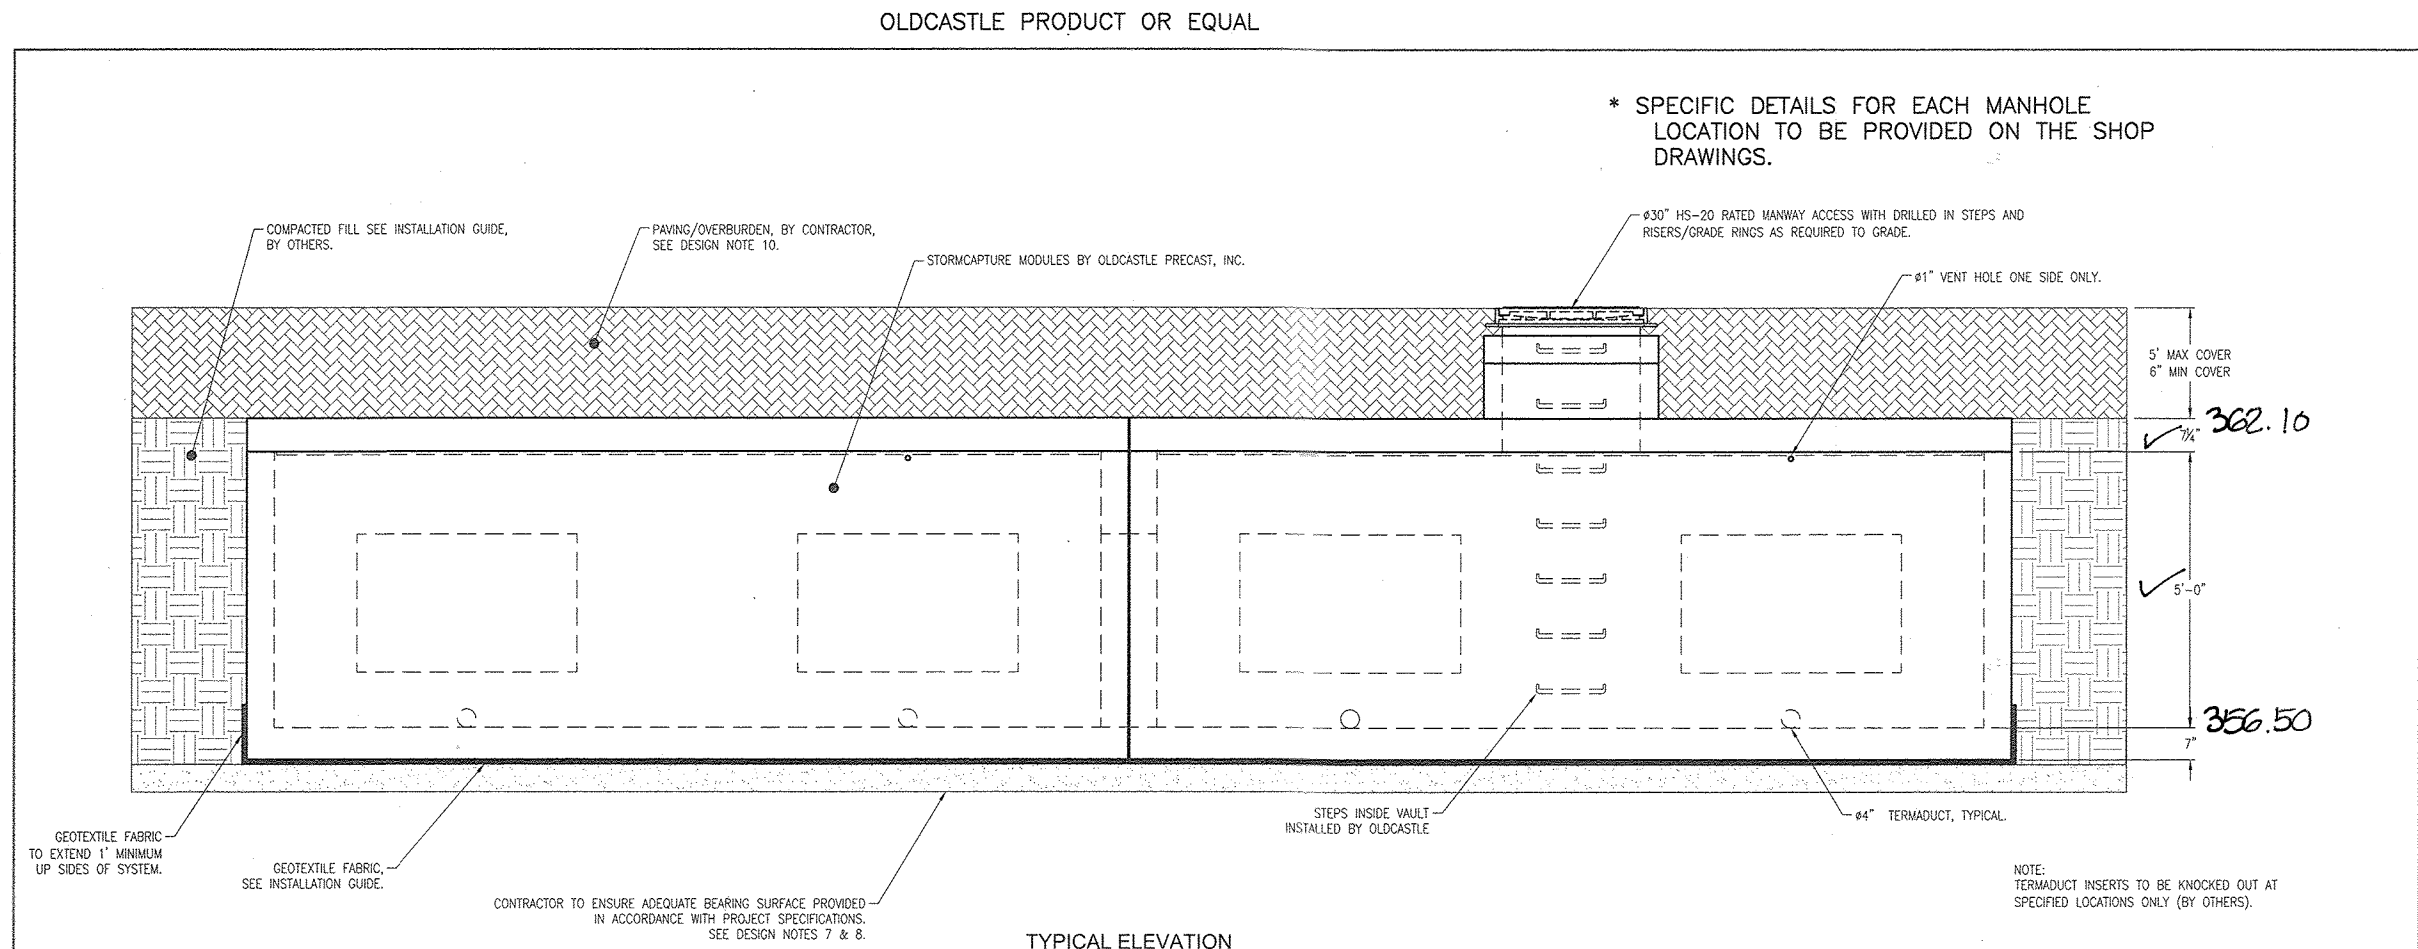 OLDCASTLE PRODUCT OR EQUAL
* SPECIFIC DETAILS FOR EACH MANHOLE
LOCATION TO BE PROVIDED ON THE SHOP
DRAWINGS.
COMPACTED FILL SEE INSTALLATION GUIDE,
BY OTHERS.
PAVING/OVERBURDEN, BY CONTRACTOR,
SEE DESIGN NOTE 10.
STORMCAPTURE MODULES BY OLDCASTLE PRECAST, INC.
ø30" HS-20 RATED MANWAY ACCESS WITH DRILLED IN STEPS AND
RISERS/GRADE RINGS AS REQUIRED TO GRADE.
ø1" VENT HOLE ONE SIDE ONLY.
5' MAX COVER
6" MIN COVER
362.10
7¼"
5'-0"
356.50
7"
GEOTEXTILE FABRIC
TO EXTEND 1' MINIMUM
UP SIDES OF SYSTEM.
GEOTEXTILE FABRIC,
SEE INSTALLATION GUIDE.
CONTRACTOR TO ENSURE ADEQUATE BEARING SURFACE PROVIDED
IN ACCORDANCE WITH PROJECT SPECIFICATIONS.
SEE DESIGN NOTES 7 & 8.
STEPS INSIDE VAULT
INSTALLED BY OLDCASTLE
ø4" TERMADUCT, TYPICAL.
NOTE:
TERMADUCT INSERTS TO BE KNOCKED OUT AT
SPECIFIED LOCATIONS ONLY (BY OTHERS).
TYPICAL ELEVATION